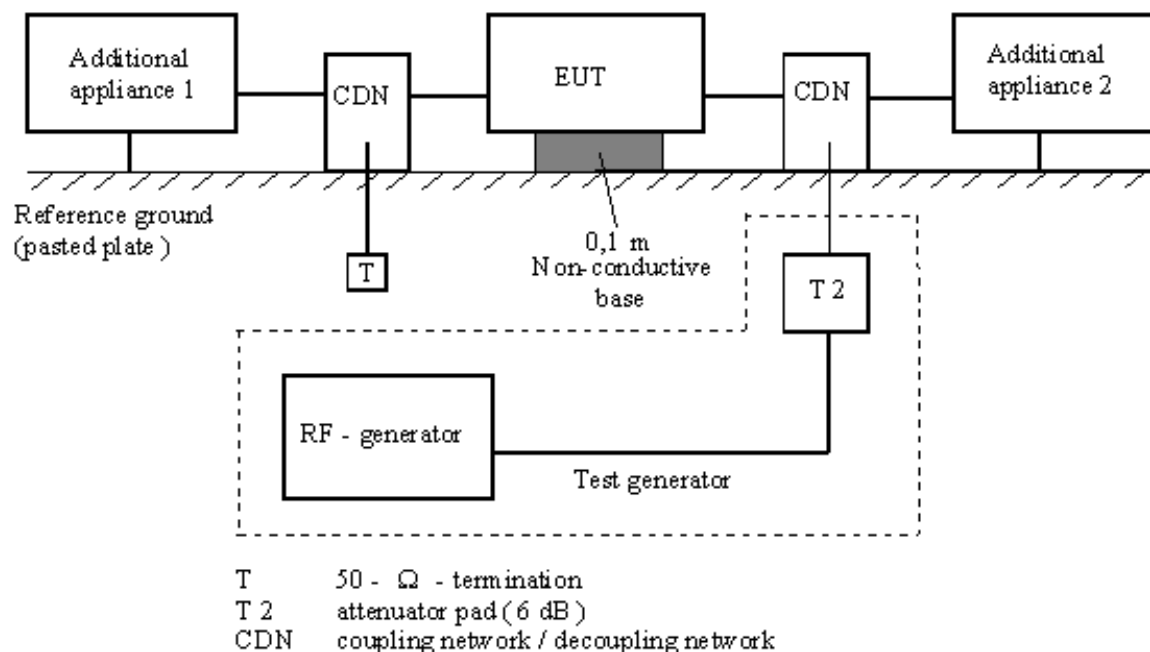 Additional
appliance 1
CDN
EUT
CDN
Additional
appliance 2
Reference ground
(pasted plate )
T
0,1 m
Non-conductive
base
T 2
RF - generator
Test generator
T 50 - Ω - termination
T 2 attenuator pad ( 6 dB )
CDN coupling network / decoupling network